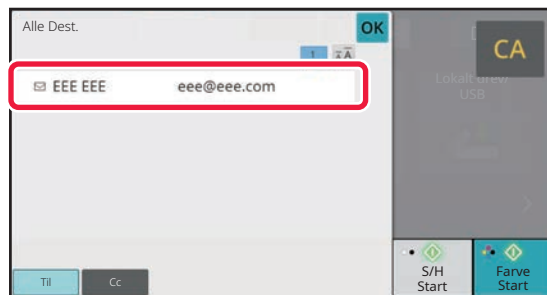 Alle Dest.
OK
CA
1
EEE EEE eee@eee.com
Lokalt drev/
USB
Til
Cc
S/H
Start
Farve
Start